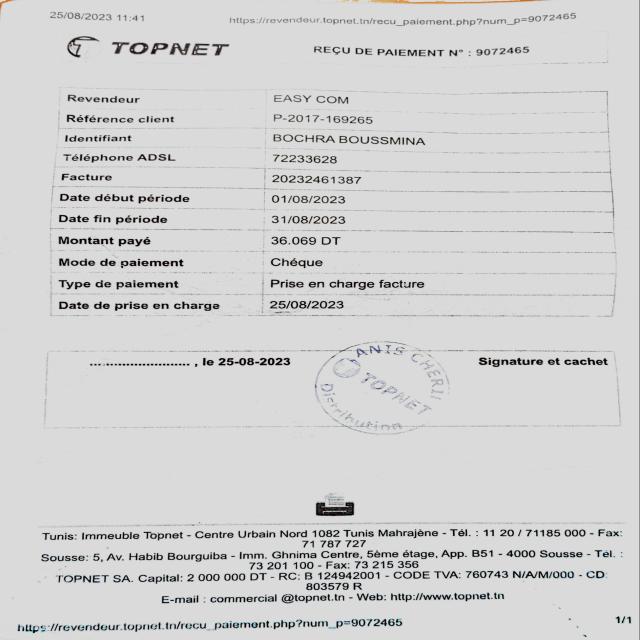 25/08/2023 11:41 https://revendeur.topnet.tn/recu_paiement.php?num_p=9072465
TOPNET REÇU DE PAIEMENT N° : 9072465
Revendeur EASY COM
Référence client P-2017-169265
Identifiant BOCHRA BOUSSMINA
Téléphone ADSL 72233628
Facture 20232461387
Date début période 01/08/2023
Date fin période 31/08/2023
Montant payé 36.069 DT
Mode de paiement Chéque
Type de paiement Prise en charge facture
Date de prise en charge 25/08/2023
........................ , le 25-08-2023 Signature et cachet
ANIS CHERIF
TOPNET
Distribution
Tunis: Immeuble Topnet - Centre Urbain Nord 1082 Tunis Mahrajène - Tél. : 11 20 / 71185 000 - Fax:
71 787 727
Sousse: 5, Av. Habib Bourguiba - Imm. Ghnima Centre, 5ème étage, App. B51 - 4000 Sousse - Tél. :
73 201 100 - Fax: 73 215 356
TOPNET SA. Capital: 2 000 000 DT - RC: B 124942001 - CODE TVA: 760743 N/A/M/000 - CD:
803579 R
E-mail : commercial @topnet.tn - Web: http://www.topnet.tn
https://revendeur.topnet.tn/recu_paiement.php?num_p=9072465 1/1